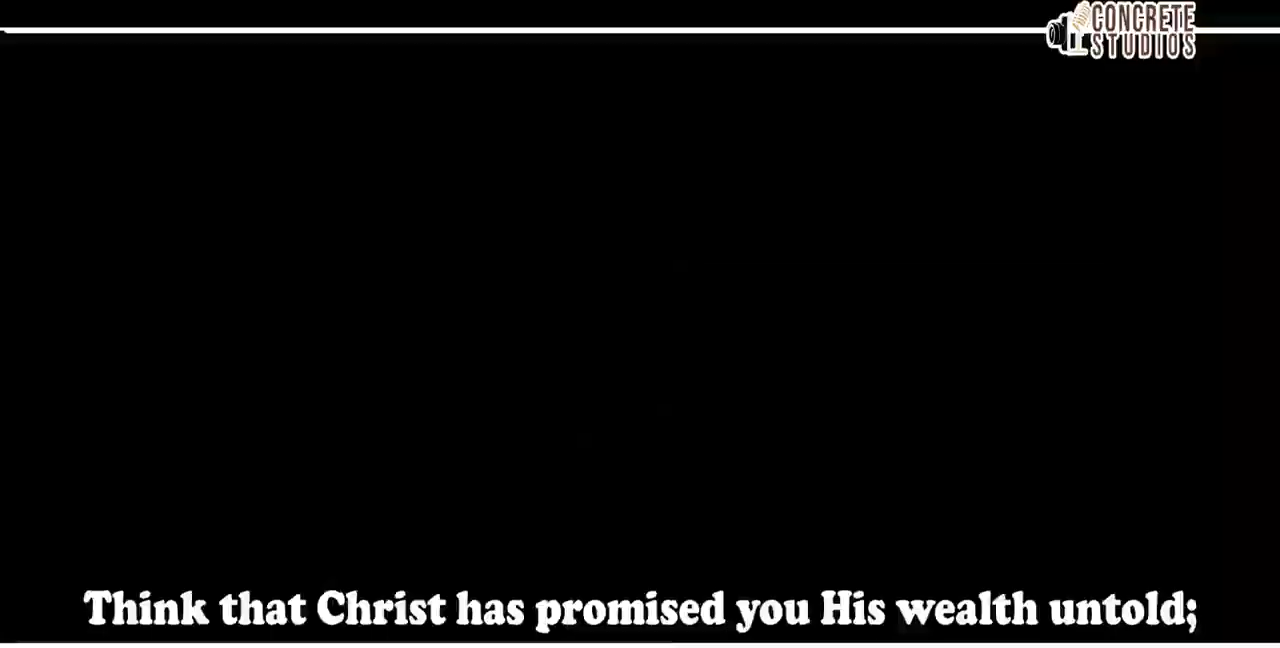 CONCRETE
STUDIOS
Think that Christ has promised you His wealth untold;